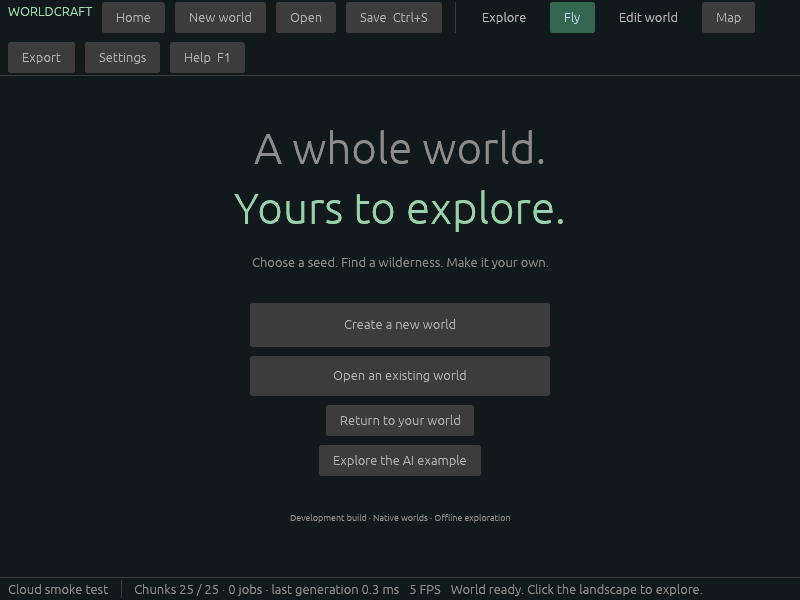 WORLDCRAFT Home New world Open Save Ctrl+S Explore Fly Edit world Map
Export Settings Help F1
A whole world.
Yours to explore.
Choose a seed. Find a wilderness. Make it your own.
Create a new world
Open an existing world
Return to your world
Explore the AI example
Development build · Native worlds · Offline exploration
Cloud smoke test Chunks 25 / 25 · 0 jobs · last generation 0.3 ms 5 FPS World ready. Click the landscape to explore.